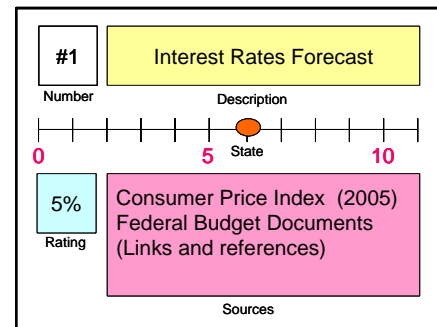 #1
Interest Rates Forecast
Number
Description
0 5 10
State
5%
Consumer Price Index (2005)
Federal Budget Documents
(Links and references)
Rating
Sources